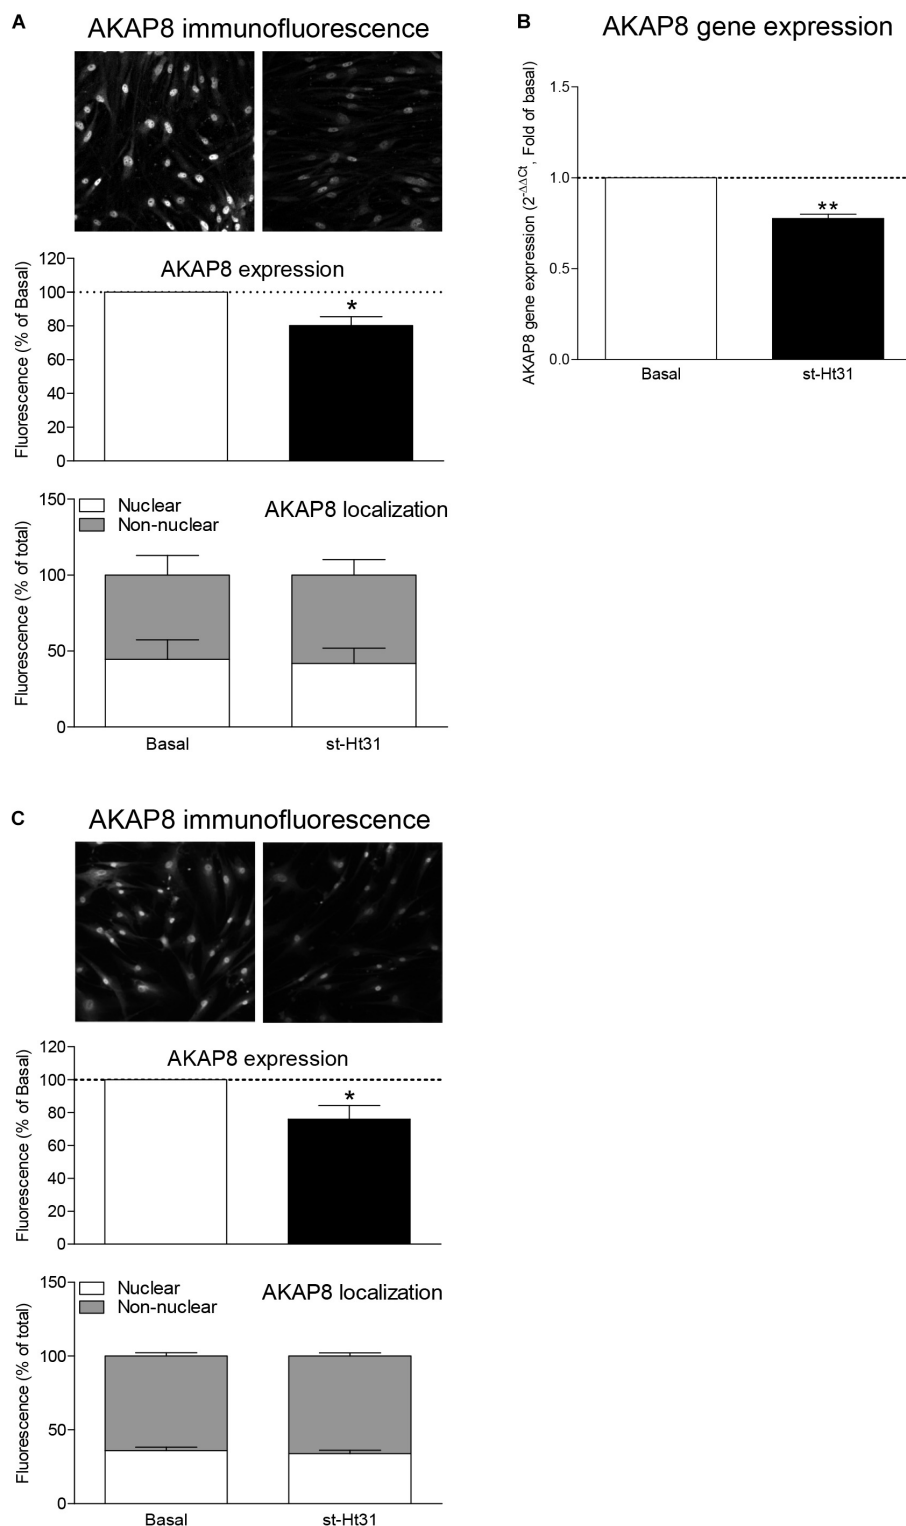 A
AKAP8 immunofluorescence
120
100
80
60
40
20
0
Fluorescence (% of Basal)
AKAP8 expression
*
150
100
50
0
Fluorescence (% of total)
Nuclear
Non-nuclear
AKAP8 localization
Basal
st-Ht31
B
AKAP8 gene expression
1.5
1.0
0.5
0.0
AKAP8 gene expression (2-ΔΔCt , Fold of basal)
**
Basal
st-Ht31
C
AKAP8 immunofluorescence
120
100
80
60
40
20
0
Fluorescence (% of Basal)
AKAP8 expression
*
150
100
50
0
Fluorescence (% of total)
Nuclear
Non-nuclear
AKAP8 localization
Basal
st-Ht31